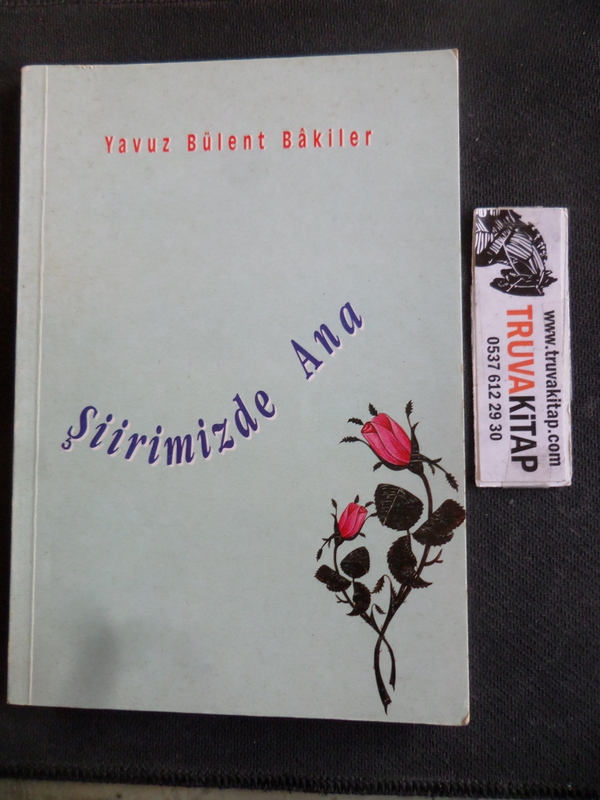 Yavuz Bülent Bâkiler
Şiirimizde Ana
www.truvakitap.com
TRUVAKiTAP
0537 612 29 30